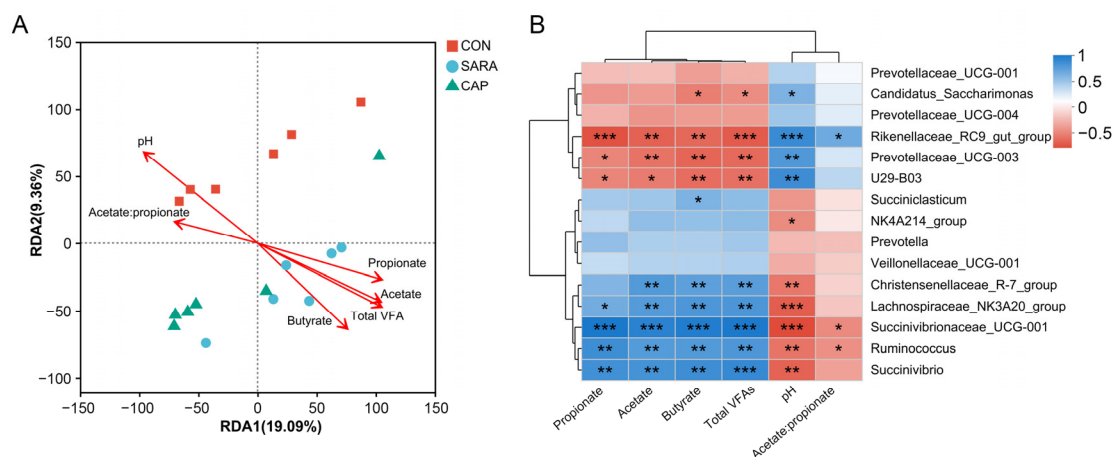 A
150
100
50
0
−50
−100
−150
−100
−50
0
50
100
150
RDA2(9.36%)
RDA1(19.09%)
CON
SARA
CAP
pH
Acetate:propionate
Propionate
Acetate
Total VFA
Butyrate
B
Prevotellaceae_UCG-001
* * * Candidatus_Saccharimonas
Prevotellaceae_UCG-004
*** ** ** *** *** * Rikenellaceae_RC9_gut_group
* ** ** ** ** Prevotellaceae_UCG-003
* * ** ** ** U29-B03
* Succiniclasticum
* NK4A214_group
Prevotella
Veillonellaceae_UCG-001
** ** ** ** Christensenellaceae_R-7_group
* ** ** ** *** Lachnospiraceae_NK3A20_group
*** *** *** *** *** * Succinivibrionaceae_UCG-001
** ** ** ** ** * Ruminococcus
** ** ** *** ** Succinivibrio
Propionate
Acetate
Butyrate
Total VFAs
pH
Acetate:propionate
1
0.5
0
−0.5